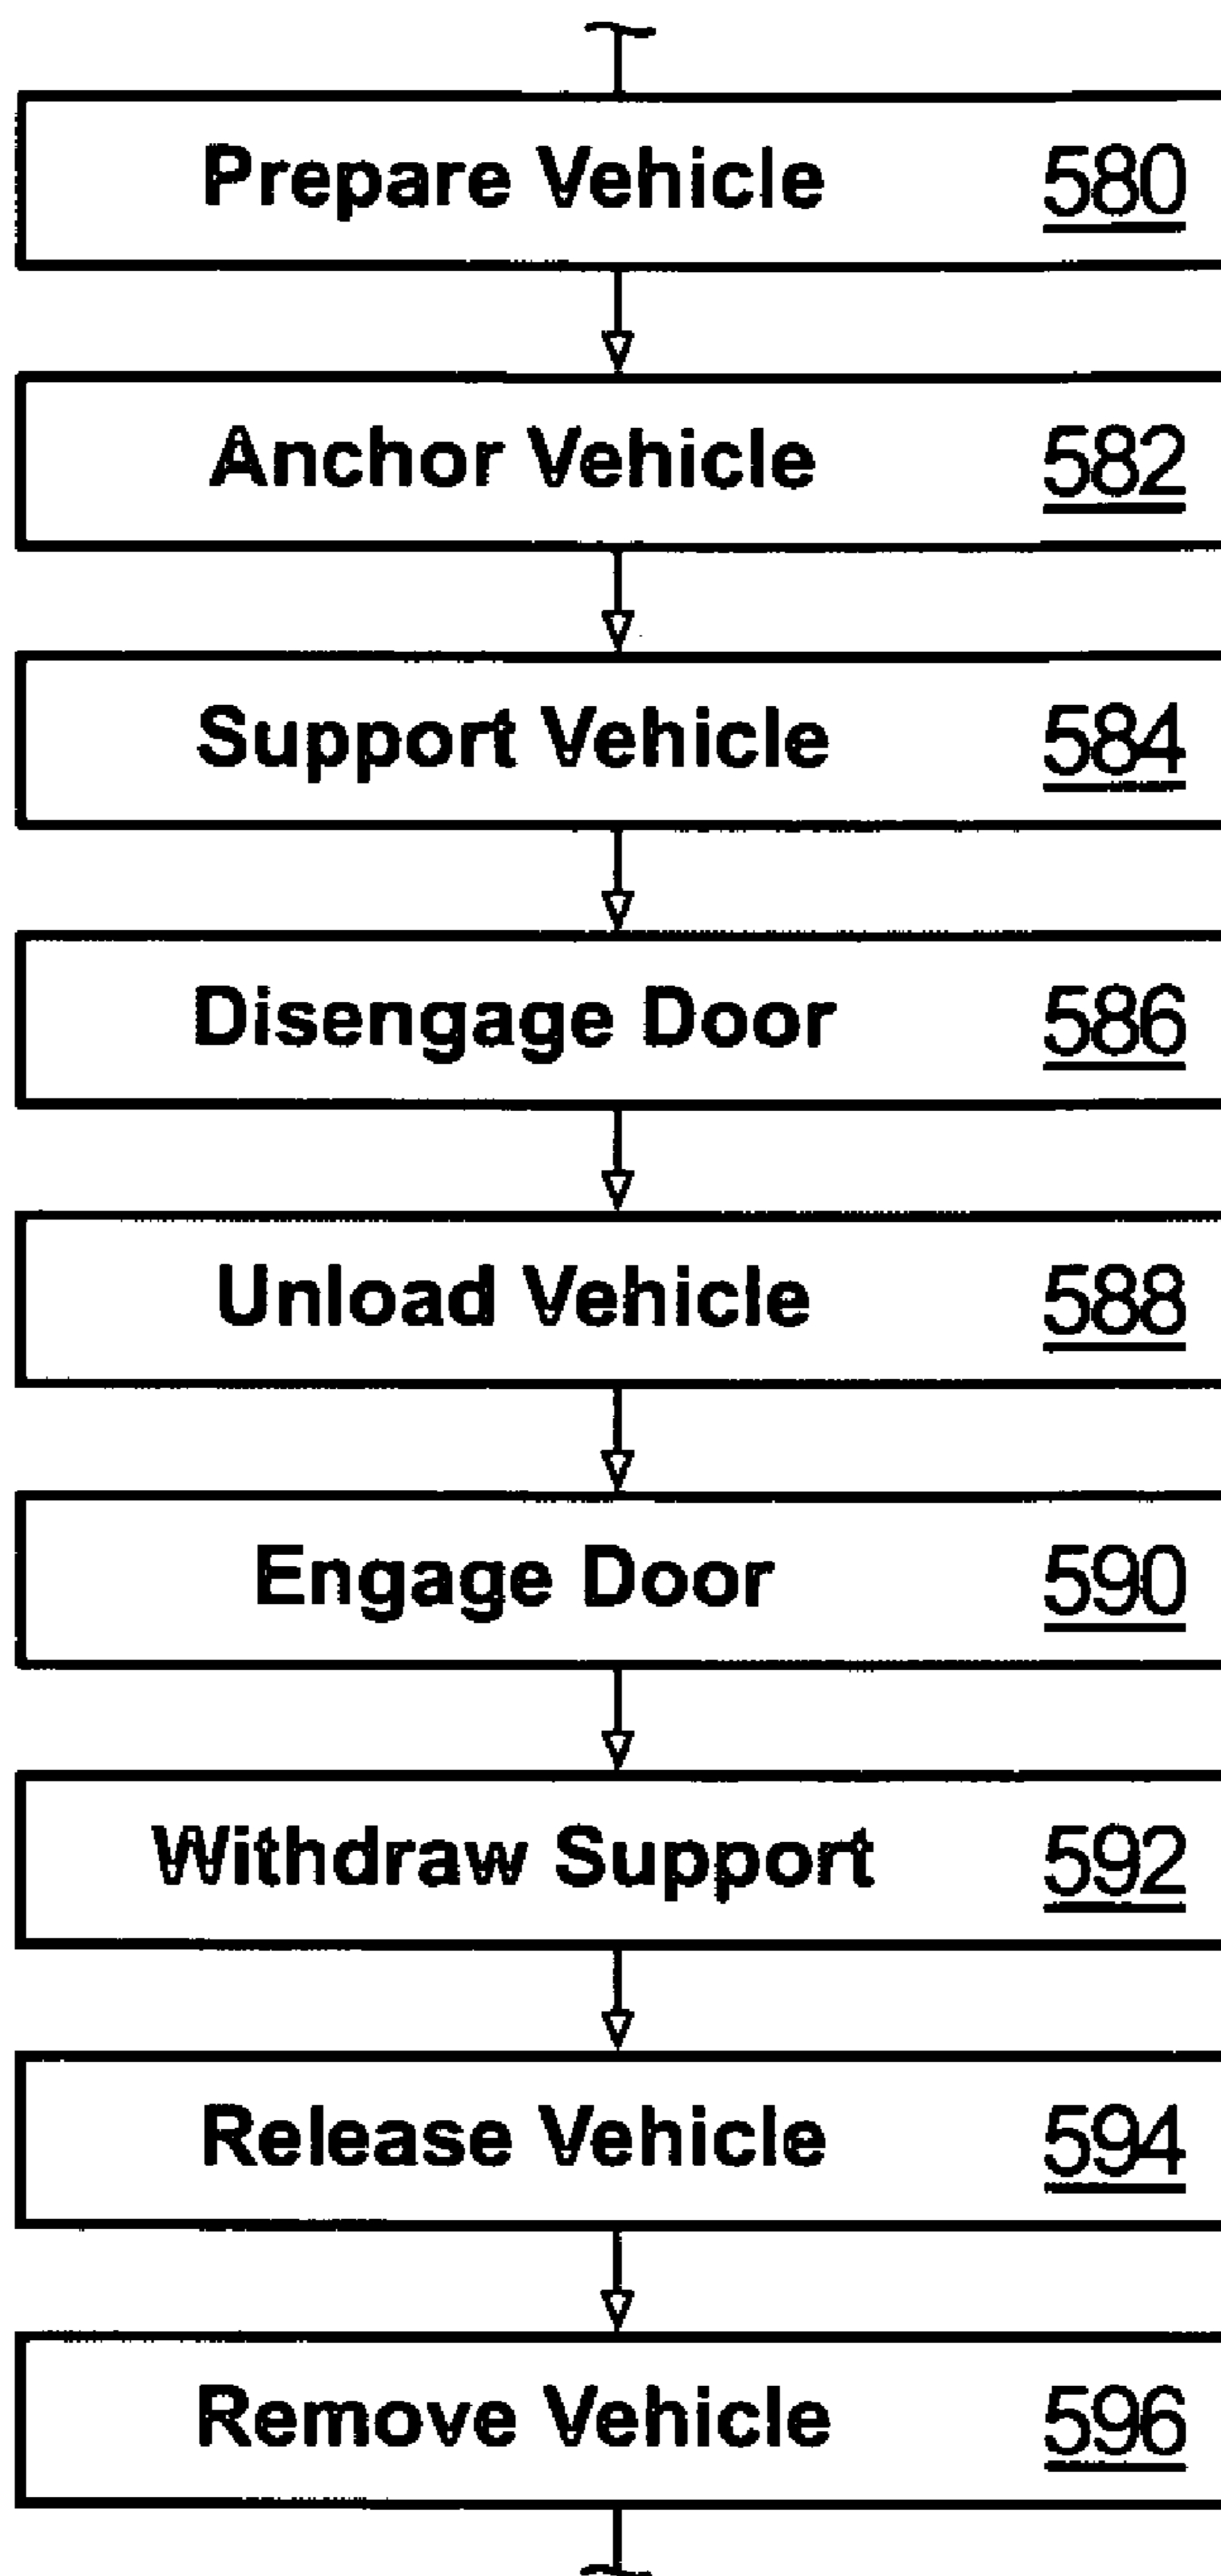 Prepare Vehicle 580
Anchor Vehicle 582
Support Vehicle 584
Disengage Door 586
Unload Vehicle 588
Engage Door 590
Withdraw Support 592
Release Vehicle 594
Remove Vehicle 596